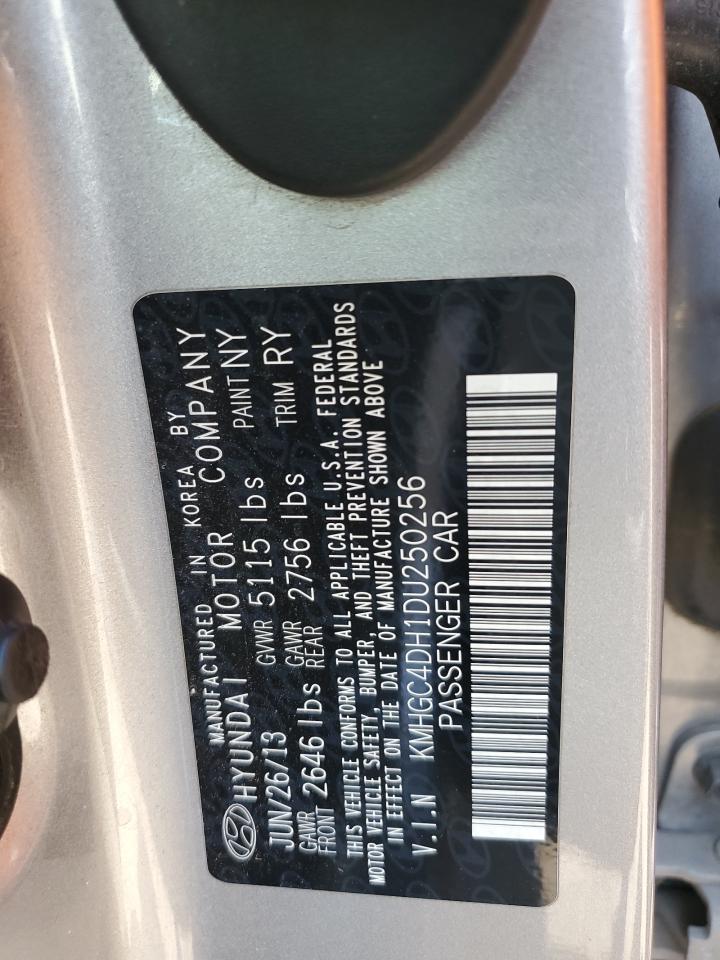 MANUFACTURED IN KOREA BY
HYUNDAI MOTOR COMPANY
JUN/26/13 GVWR 5115 lbs PAINT NY
GAWR FRONT 2646 lbs GAWR REAR 2756 lbs TRIM RY
THIS VEHICLE CONFORMS TO ALL APPLICABLE U.S.A. FEDERAL
MOTOR VEHICLE SAFETY, BUMPER, AND THEFT PREVENTION STANDARDS
IN EFFECT ON THE DATE OF MANUFACTURE SHOWN ABOVE
V.I.N KMHGC4DH1DU250256
PASSENGER CAR